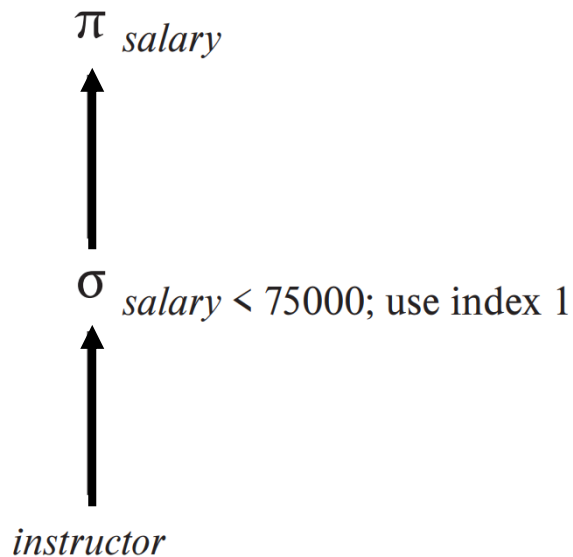 π salary
σ salary < 75000; use index 1
instructor